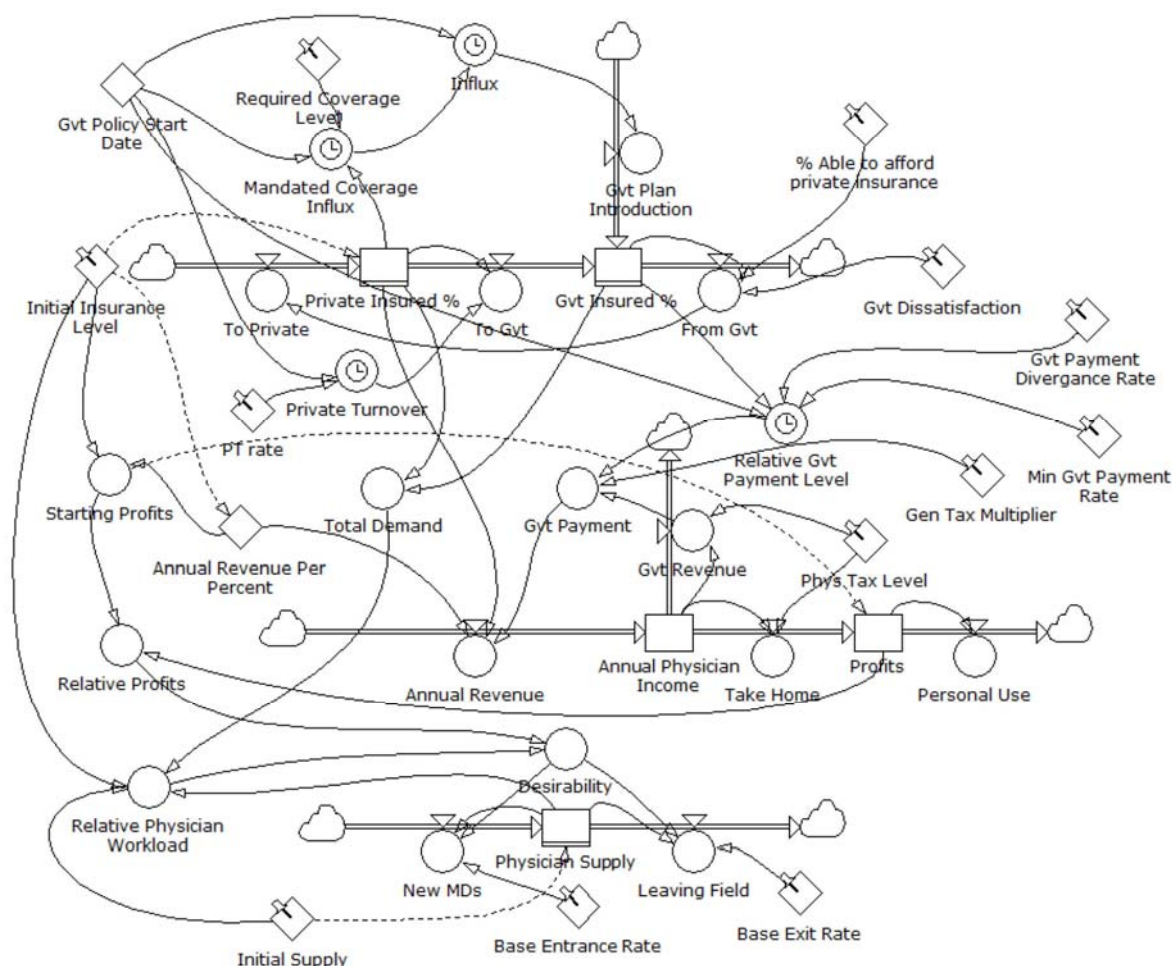 Influx
Required Coverage
Level
Gvt Policy Start
Date
Mandated Coverage
Influx
Gvt Plan
Introduction
% Able to afford
private insurance
Initial Insurance
Level
To Private
Private Insured %
To Gvt
Gvt Insured %
From Gvt
Gvt Dissatisfaction
Gvt Payment
Divergance Rate
Private Turnover
PT rate
Relative Gvt
Payment Level
Min Gvt Payment
Rate
Starting Profits
Total Demand
Gvt Payment
Gen Tax Multiplier
Annual Revenue Per
Percent
Gvt Revenue
Phys Tax Level
Relative Profits
Annual Revenue
Annual Physician
Income
Take Home
Profits
Personal Use
Desirability
Relative Physician
Workload
New MDs
Physician Supply
Leaving Field
Initial Supply
Base Entrance Rate
Base Exit Rate